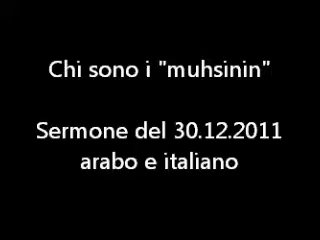 Chi sono i "muhsinin"
Sermone del 30.12.2011
arabo e italiano